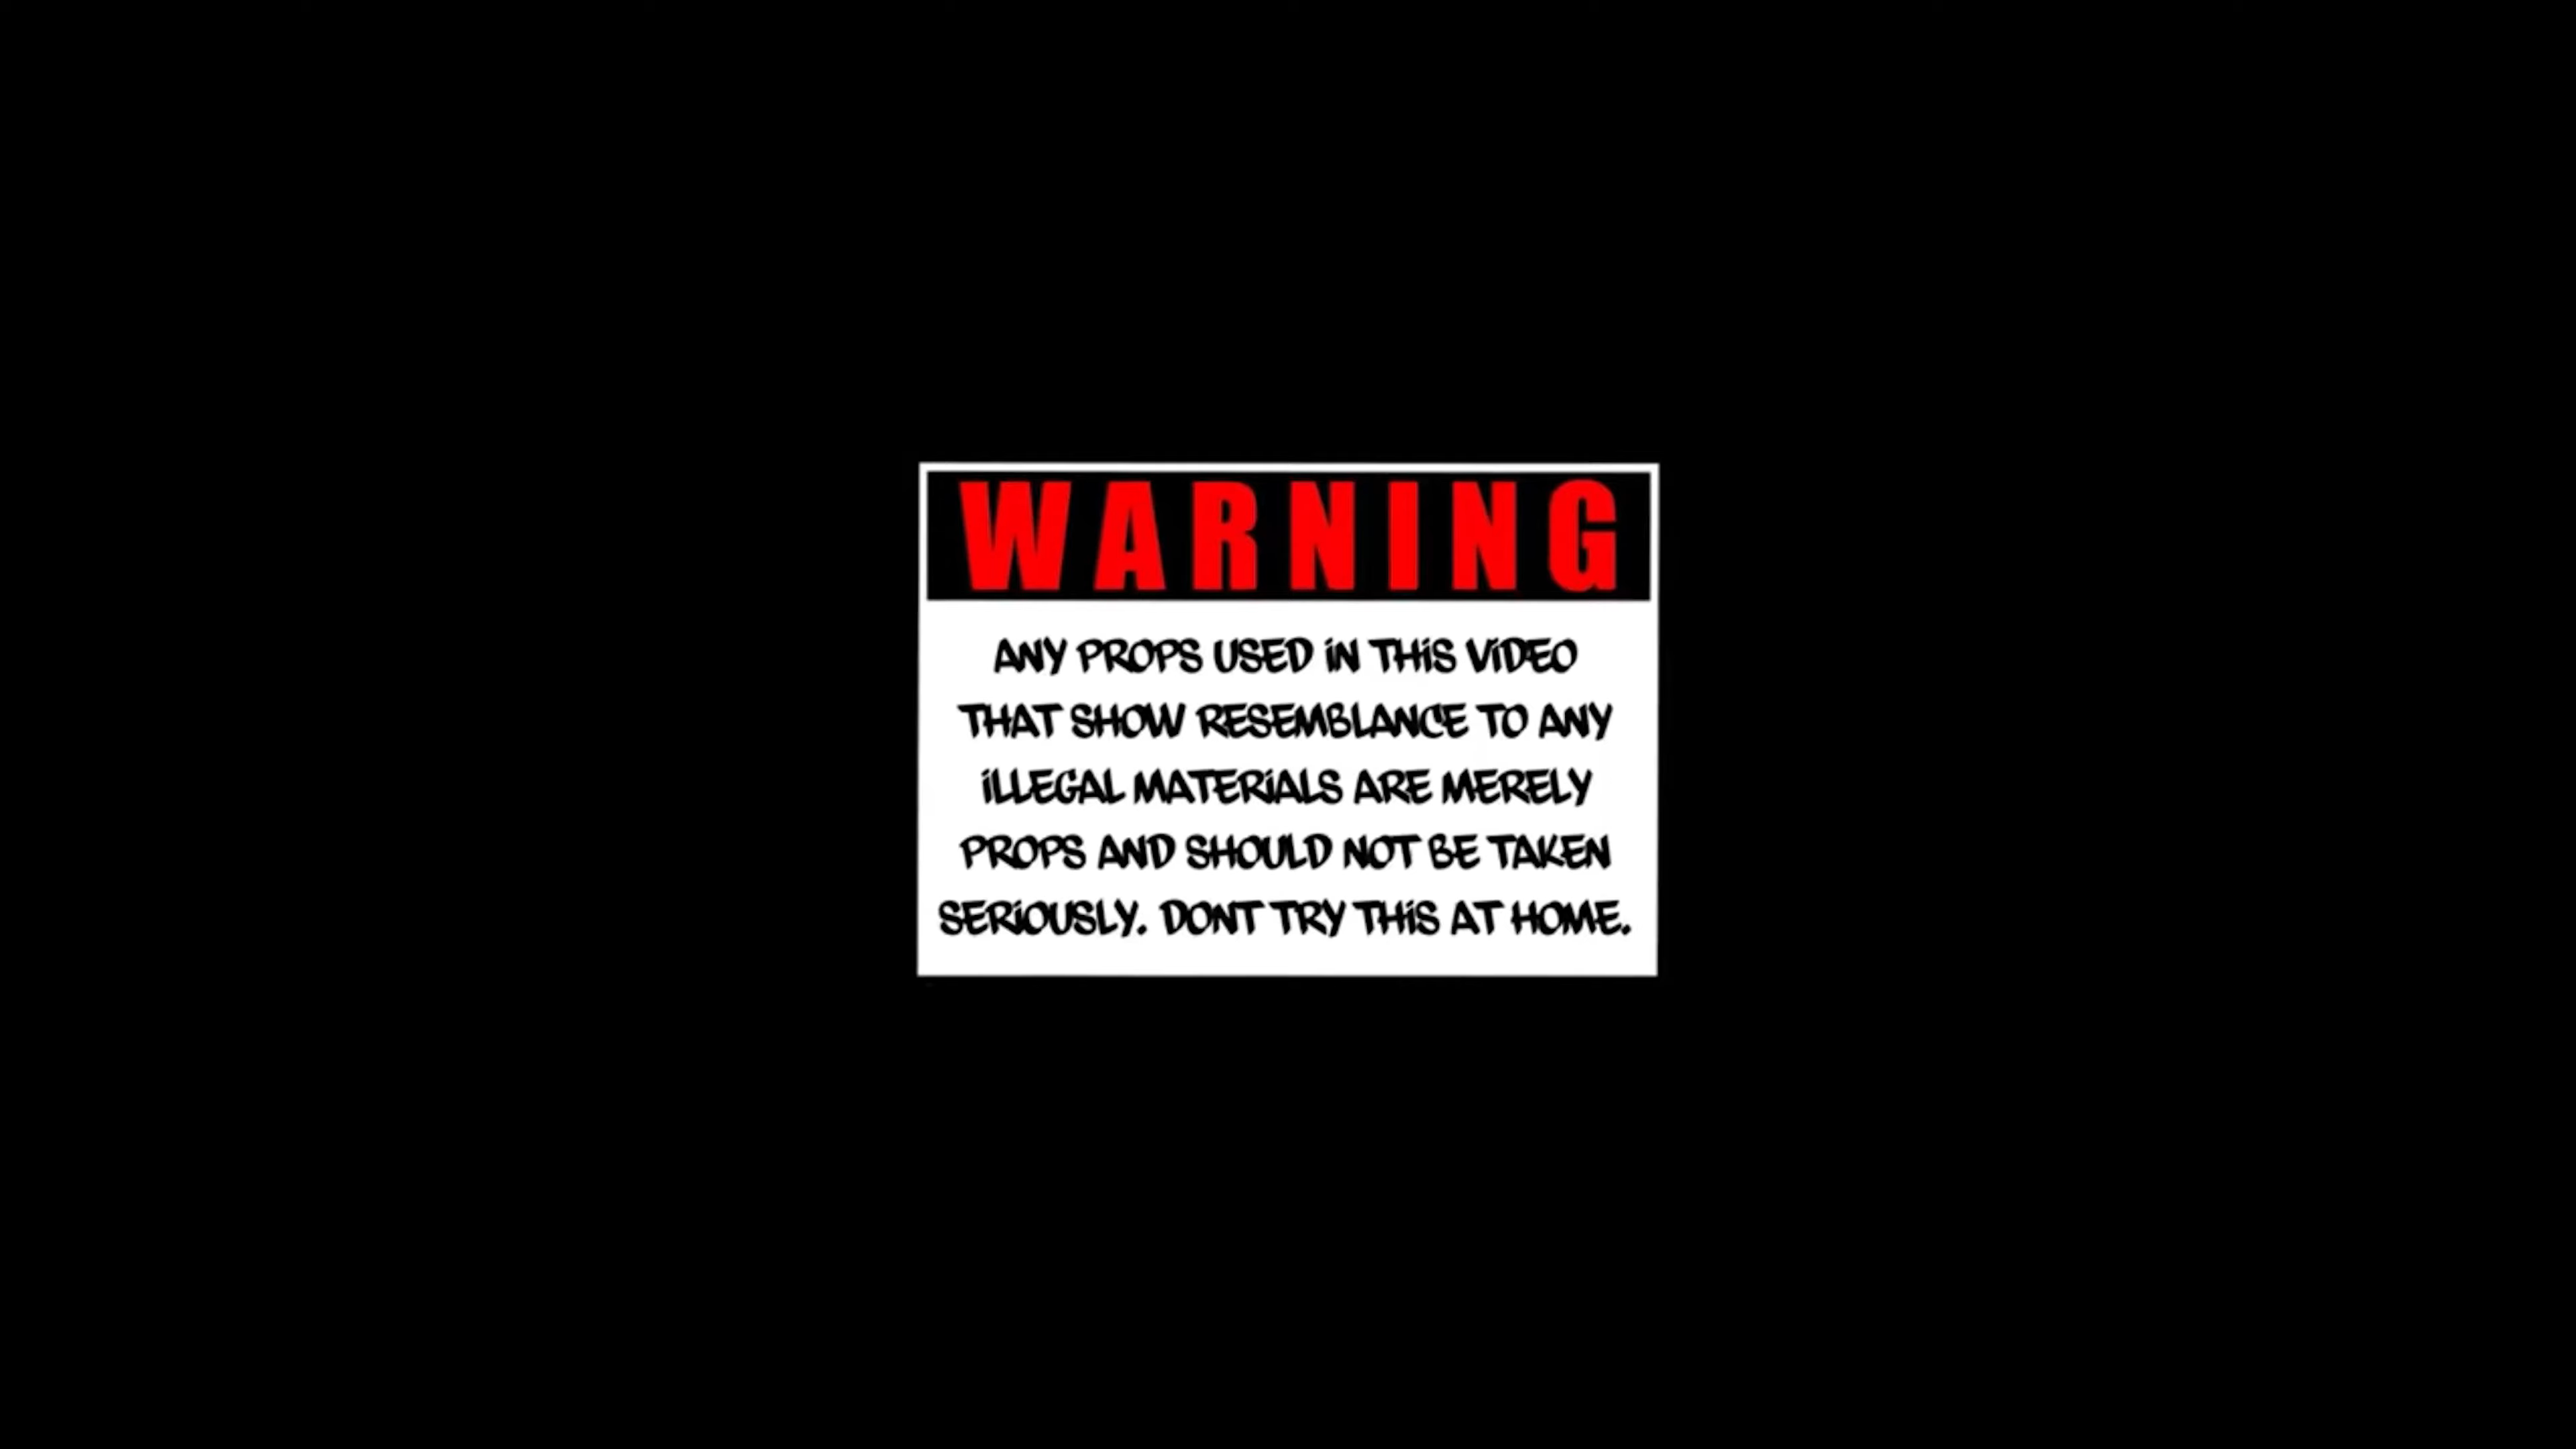 WARNING
ANY PROPS USED iN THiS ViDEO
THAT SHOW RESEMBLANCE TO ANY
iLLEGAL MATERiALS ARE MERELY
PROPS AND SHOULD NOT BE TAKEN
SERiOUSLY. DONT TRY THiS AT HOME.